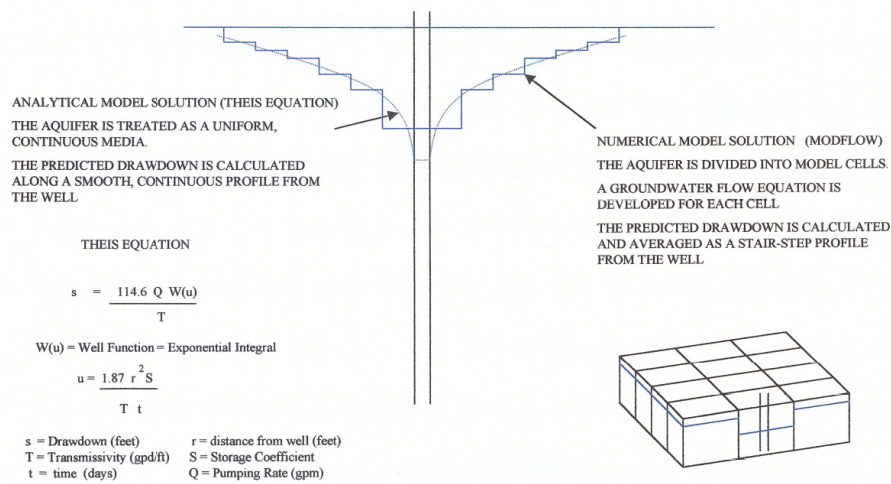 ANALYTICAL MODEL SOLUTION (THEIS EQUATION)
THE AQUIFER IS TREATED AS A UNIFORM,
CONTINUOUS MEDIA.
THE PREDICTED DRAWDOWN IS CALCULATED
ALONG A SMOOTH, CONTINUOUS PROFILE FROM
THE WELL
NUMERICAL MODEL SOLUTION (MODFLOW)
THE AQUIFER IS DIVIDED INTO MODEL CELLS.
A GROUNDWATER FLOW EQUATION IS
DEVELOPED FOR EACH CELL
THE PREDICTED DRAWDOWN IS CALCULATED
AND AVERAGED AS A STAIR-STEP PROFILE
FROM THE WELL
THEIS EQUATION
s = 114.6 Q W(u)
T
W(u) = Well Function = Exponential Integral
u = 1.87 r 2 S
T t
s = Drawdown (feet) r = distance from well (feet)
T = Transmissivity (gpd/ft) S = Storage Coefficient
t = time (days) Q = Pumping Rate (gpm)